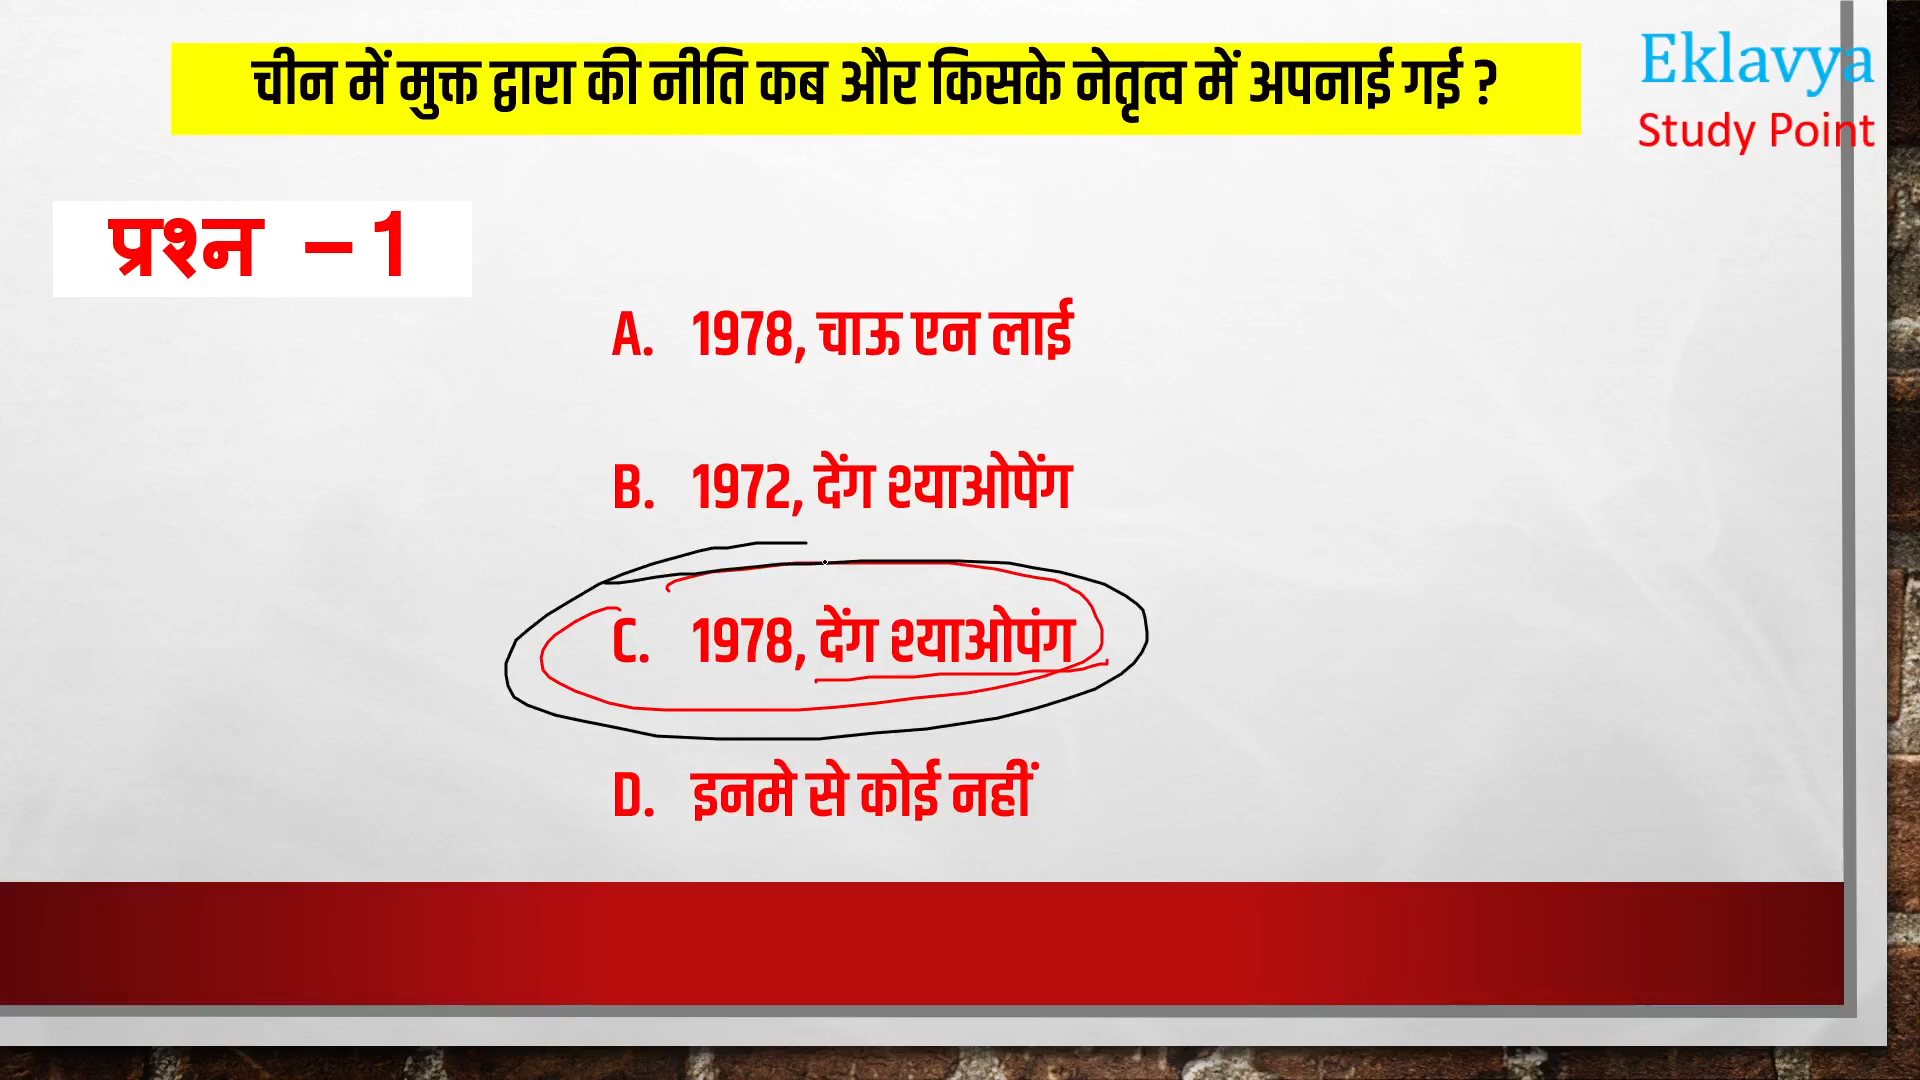 चीन में मुक्त द्वारा की नीति कब और किसके नेतृत्व में अपनाई गई ?
Eklavya
Study Point
प्रश्न – 1
A. 1978, चाऊ एन लाई
B. 1972, देंग श्याओपेंग
C. 1978, देंग श्याओपंग
D. इनमे से कोई नहीं